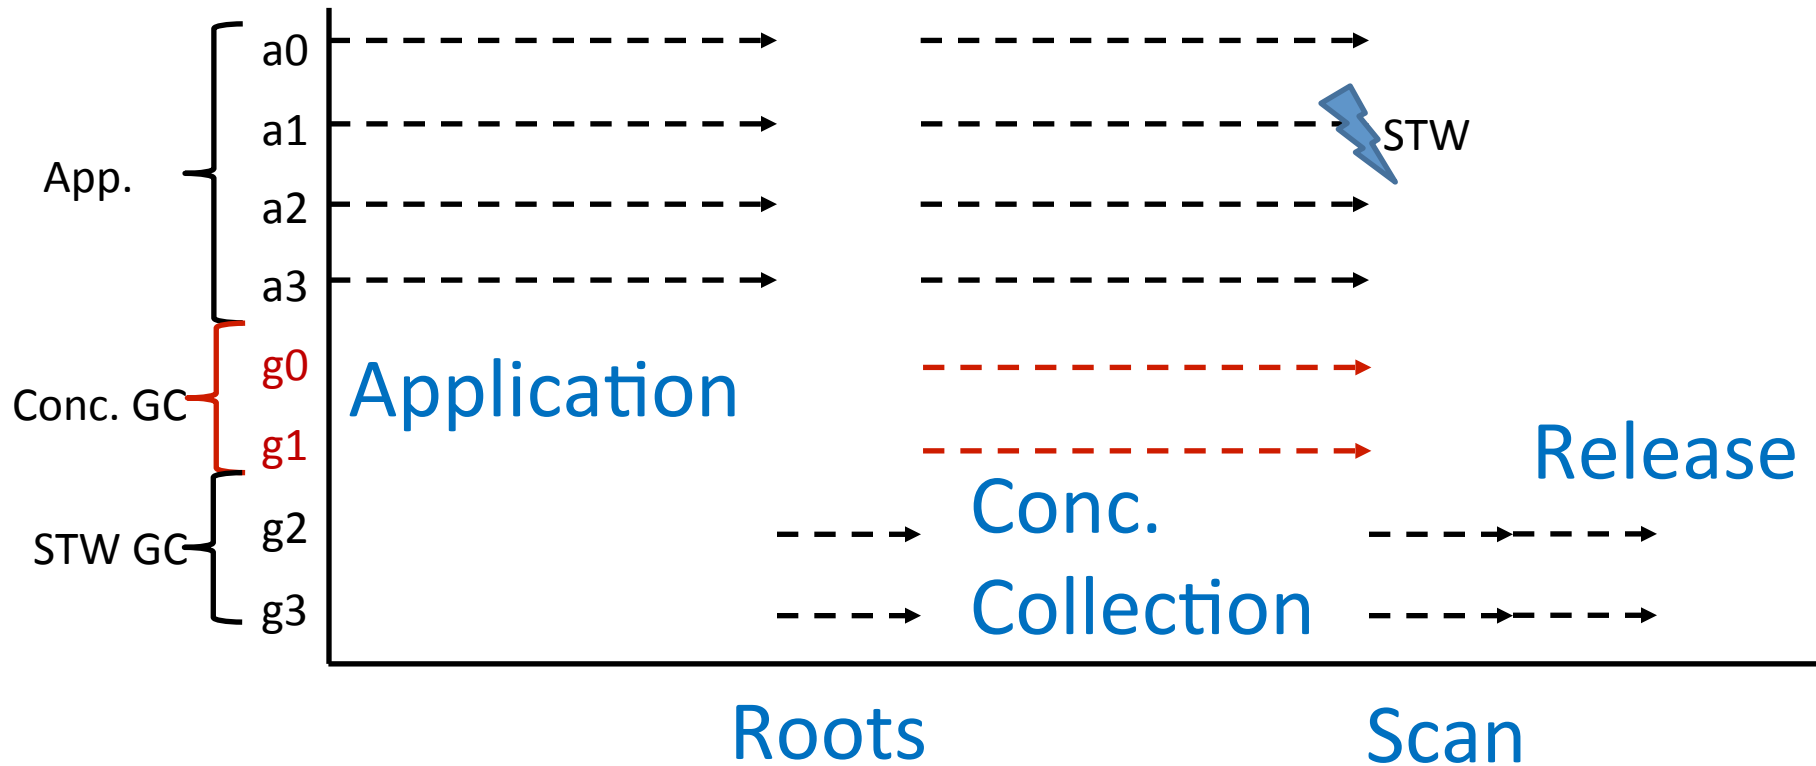 a0
a1
STW
App.
a2
a3
g0
Application
Conc. GC
g1
Release
Conc.
g2
STW GC
Collection
g3
Roots
Scan